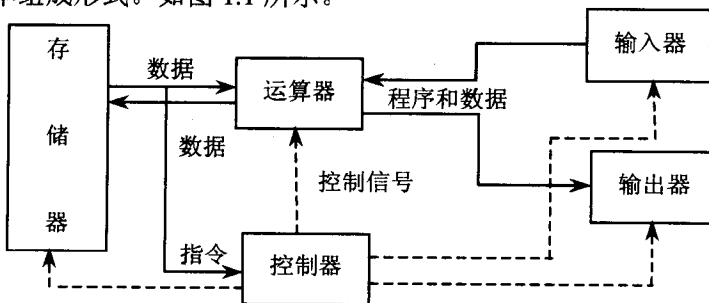 本组成形式。如图 1.1 所示。
存储器
数据
数据
运算器
程序和数据
输入器
输出器
控制信号
指令
控制器